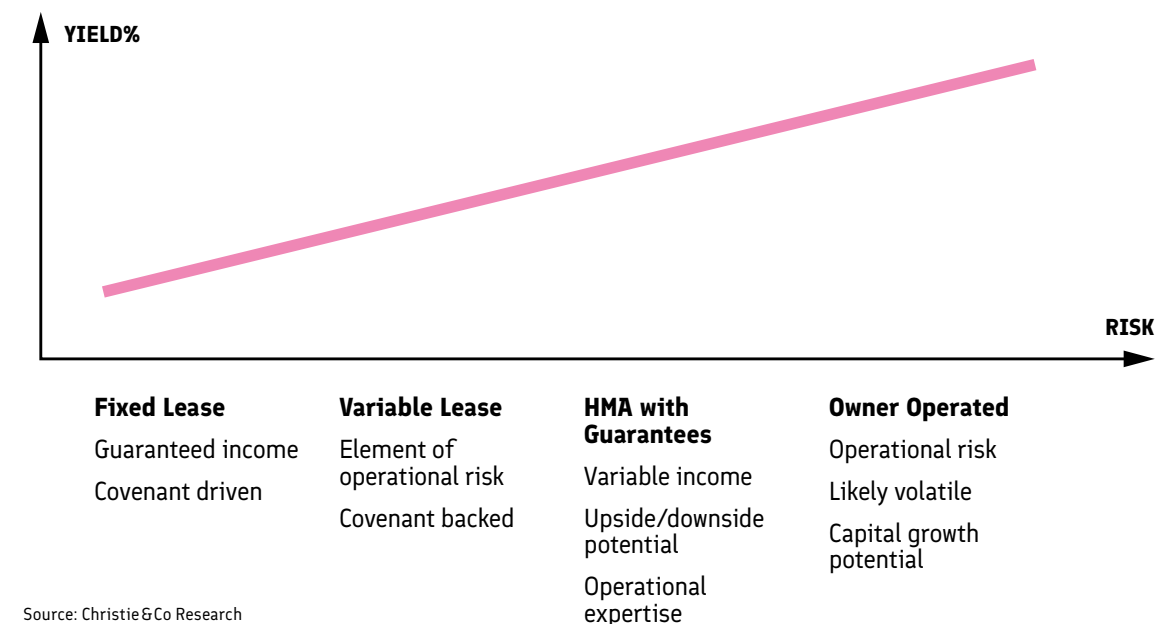 YIELD%
RISK
Fixed Lease
Guaranteed income
Covenant driven
Variable Lease
Element of
operational risk
Covenant backed
HMA with
Guarantees
Variable income
Upside/downside
potential
Operational
expertise
Owner Operated
Operational risk
Likely volatile
Capital growth
potential
Source: Christie&Co Research